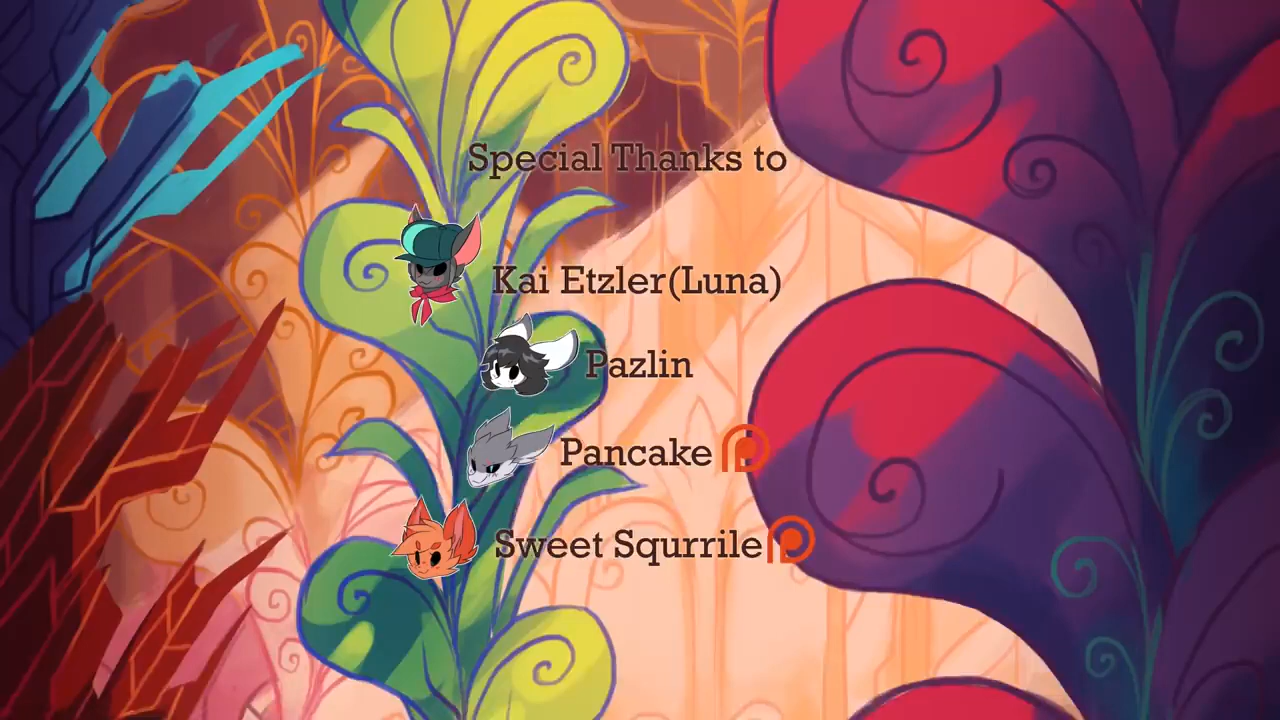 Special Thanks to
Kai Etzler(Luna)
Pazlin
Pancake
Sweet Squrrile